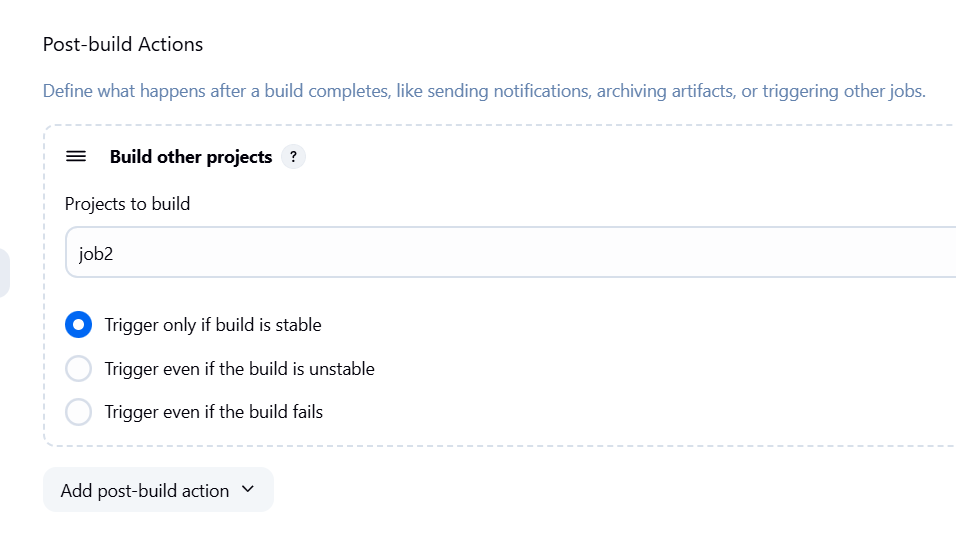 Post-build Actions
Define what happens after a build completes, like sending notifications, archiving artifacts, or triggering other jobs.
Build other projects ?
Projects to build
job2
Trigger only if build is stable
Trigger even if the build is unstable
Trigger even if the build fails
Add post-build action